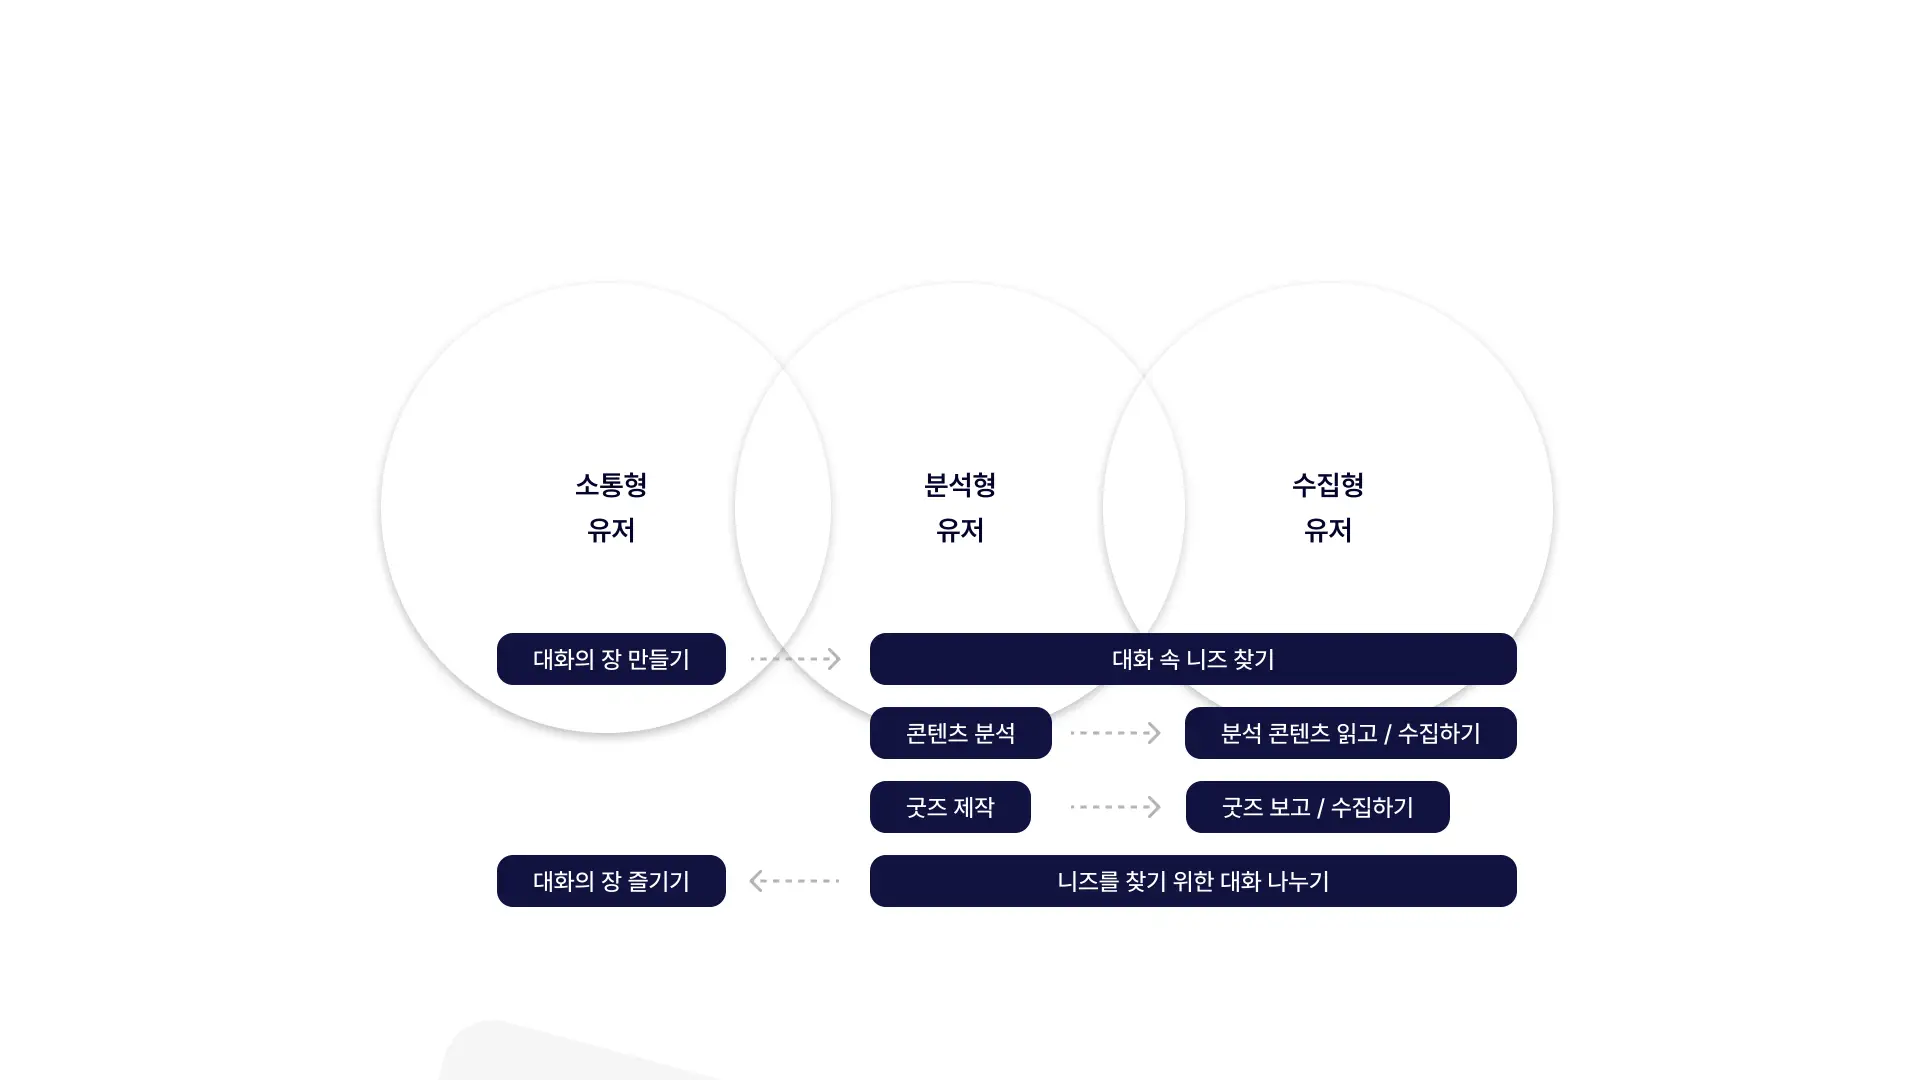 소통형
유저
분석형
유저
수집형
유저
대화의 장 만들기
대화 속 니즈 찾기
콘텐츠 분석
분석 콘텐츠 읽고 / 수집하기
굿즈 제작
굿즈 보고 / 수집하기
대화의 장 즐기기
니즈를 찾기 위한 대화 나누기